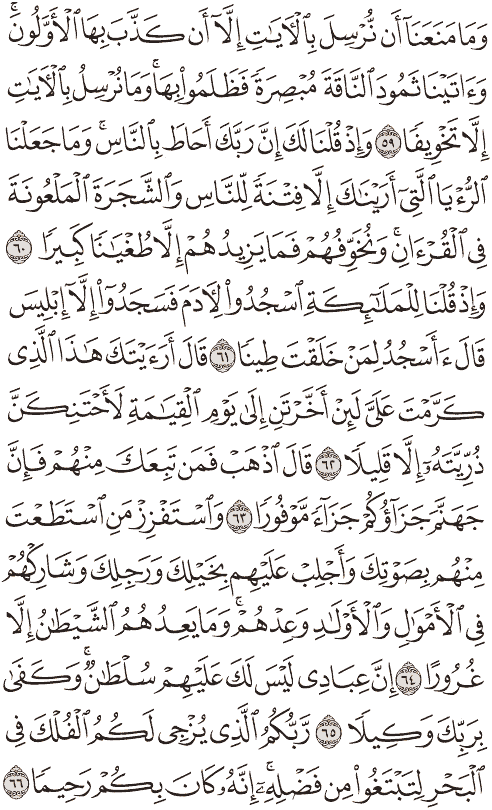 وَمَا مَنَعَنَآ أَن نُّرْسِلَ بِٱلْأٓيَٰتِ إِلَّآ أَن كَذَّبَ بِهَا ٱلْأَوَّلُونَۚ
وَءَاتَيْنَا ثَمُودَ ٱلنَّاقَةَ مُبْصِرَةً فَظَلَمُوا۟ بِهَاۚ وَمَا نُرْسِلُ بِٱلْأٓيَٰتِ
إِلَّا تَخْوِيفًا ٥٩ وَإِذْ قُلْنَا لَكَ إِنَّ رَبَّكَ أَحَاطَ بِٱلنَّاسِۚ وَمَا جَعَلْنَا
ٱلرُّءْيَا ٱلَّتِىٓ أَرَيْنَٰكَ إِلَّا فِتْنَةً لِّلنَّاسِ وَٱلشَّجَرَةَ ٱلْمَلْعُونَةَ
فِى ٱلْقُرْءَانِۚ وَنُخَوِّفُهُمْ فَمَا يَزِيدُهُمْ إِلَّا طُغْيَٰنًا كَبِيرًا ٦٠
وَإِذْ قُلْنَا لِلْمَلَٰٓئِكَةِ ٱسْجُدُوا۟ لِأٓدَمَ فَسَجَدُوٓا۟ إِلَّآ إِبْلِيسَ
قَالَ ءَأَسْجُدُ لِمَنْ خَلَقْتَ طِينًا ٦١ قَالَ أَرَءَيْتَكَ هَٰذَا ٱلَّذِى
كَرَّمْتَ عَلَىَّ لَئِنْ أَخَّرْتَنِ إِلَىٰ يَوْمِ ٱلْقِيَٰمَةِ لَأَحْتَنِكَنَّ
ذُرِّيَّتَهُۥٓ إِلَّا قَلِيلًا ٦٢ قَالَ ٱذْهَبْ فَمَن تَبِعَكَ مِنْهُمْ فَإِنَّ
جَهَنَّمَ جَزَآؤُكُمْ جَزَآءً مَّوْفُورًا ٦٣ وَٱسْتَفْزِزْ مَنِ ٱسْتَطَعْتَ
مِنْهُم بِصَوْتِكَ وَأَجْلِبْ عَلَيْهِم بِخَيْلِكَ وَرَجِلِكَ وَشَارِكْهُمْ
فِى ٱلْأَمْوَٰلِ وَٱلْأَوْلَٰدِ وَعِدْهُمْۚ وَمَا يَعِدُهُمُ ٱلشَّيْطَٰنُ إِلَّا
غُرُورًا ٦٤ إِنَّ عِبَادِى لَيْسَ لَكَ عَلَيْهِمْ سُلْطَٰنٌۚ وَكَفَىٰ
بِرَبِّكَ وَكِيلًا ٦٥ رَّبُّكُمُ ٱلَّذِى يُزْجِى لَكُمُ ٱلْفُلْكَ فِى
ٱلْبَحْرِ لِتَبْتَغُوا۟ مِن فَضْلِهِۦٓۚ إِنَّهُۥ كَانَ بِكُمْ رَحِيمًا ٦٦